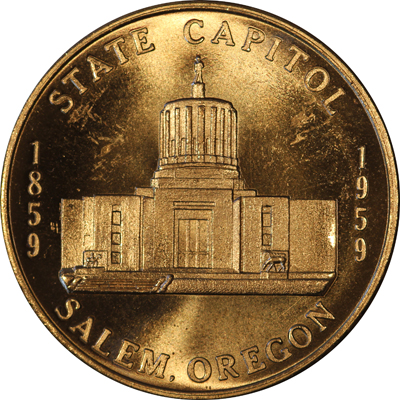 STATE CAPITOL
1859
1959
SALEM, OREGON